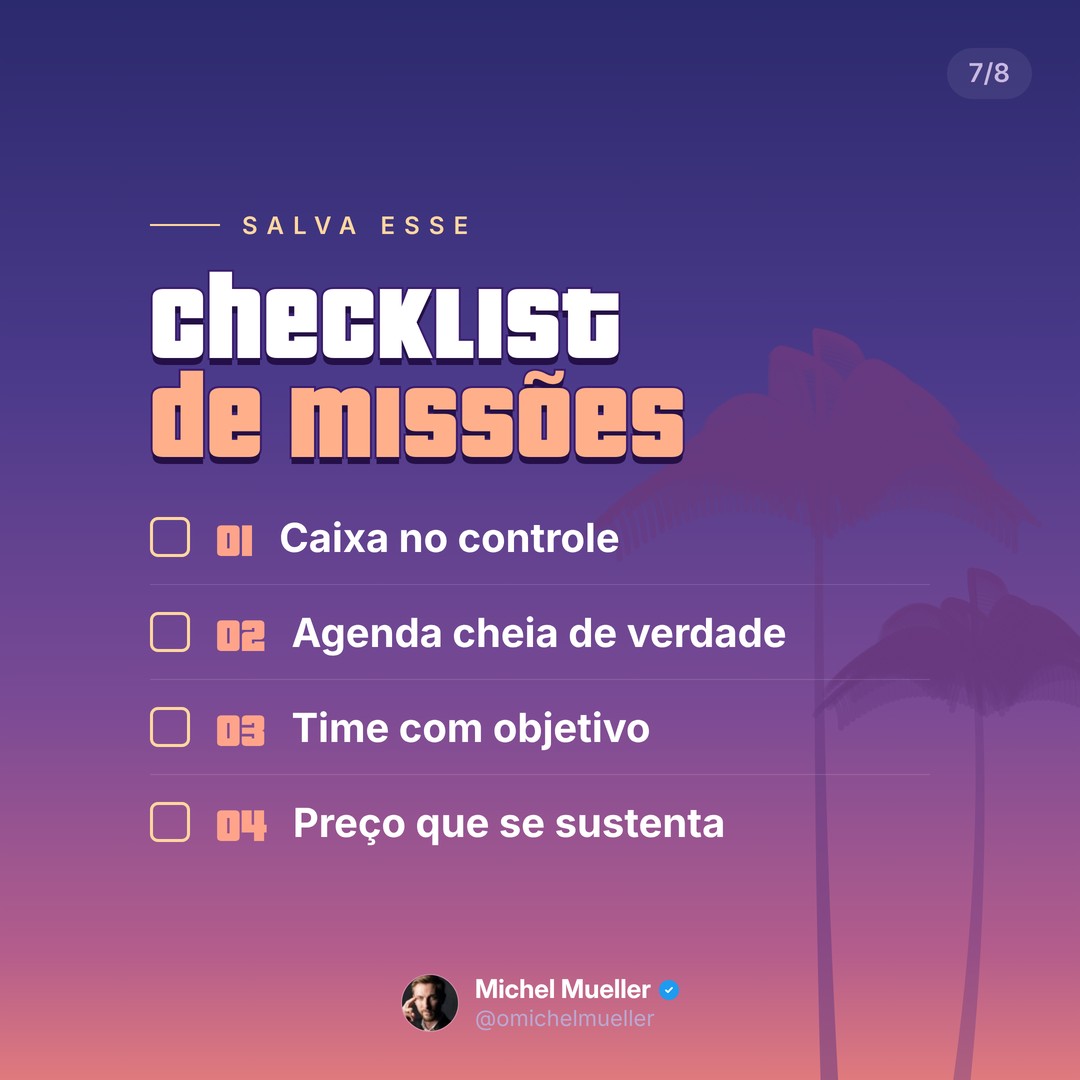 7/8
SALVA ESSE
checklist
de missões
01 Caixa no controle
02 Agenda cheia de verdade
03 Time com objetivo
04 Preço que se sustenta
Michel Mueller
@omichelmueller